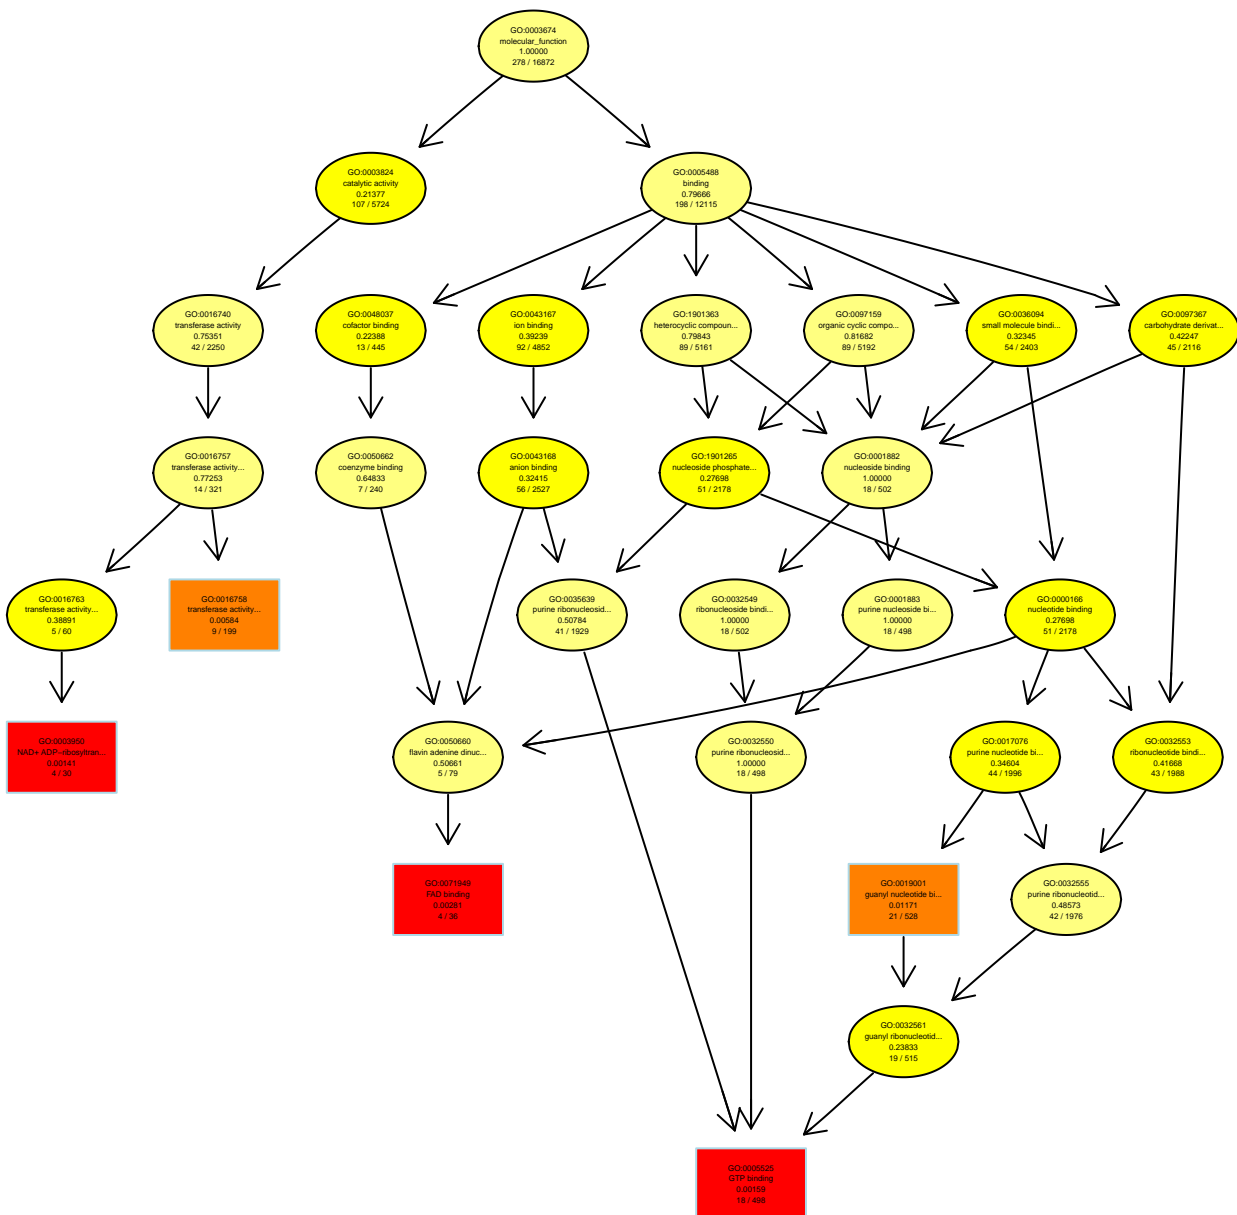 GO:0003674
molecular_function
1.00000
278 / 16872
GO:0003824
catalytic activity
0.21377
107 / 5724
GO:0005488
binding
0.79666
198 / 12115
GO:0016740
transferase activity
0.75351
42 / 2250
GO:0048037
cofactor binding
0.22388
13 / 445
GO:0043167
ion binding
0.39239
92 / 4852
GO:1901363
heterocyclic compoun...
0.79843
89 / 5161
GO:0097159
organic cyclic compo...
0.81682
89 / 5192
GO:0036094
small molecule bindi...
0.32345
54 / 2403
GO:0097367
carbohydrate derivat...
0.42247
45 / 2116
GO:0016757
transferase activity...
0.77253
14 / 321
GO:0050662
coenzyme binding
0.64833
7 / 240
GO:0043168
anion binding
0.32415
56 / 2527
GO:1901265
nucleoside phosphate...
0.27698
51 / 2178
GO:0001882
nucleoside binding
1.00000
18 / 502
GO:0016763
transferase activity...
0.38891
5 / 60
GO:0016758
transferase activity...
0.00584
9 / 199
GO:0035639
purine ribonucleosid...
0.50784
41 / 1929
GO:0032549
ribonucleoside bindi...
1.00000
18 / 502
GO:0001883
purine nucleoside bi...
1.00000
18 / 498
GO:0000166
nucleotide binding
0.27698
51 / 2178
GO:0003950
NAD+ ADP-ribosyltran...
0.00141
4 / 30
GO:0050660
flavin adenine dinuc...
0.50661
5 / 79
GO:0032550
purine ribonucleosid...
1.00000
18 / 498
GO:0017076
purine nucleotide bi...
0.34604
44 / 1996
GO:0032553
ribonucleotide bindi...
0.41668
43 / 1988
GO:0071949
FAD binding
0.00281
4 / 36
GO:0019001
guanyl nucleotide bi...
0.01171
21 / 528
GO:0032555
purine ribonucleotid...
0.48573
42 / 1976
GO:0032561
guanyl ribonucleotid...
0.23833
19 / 515
GO:0005525
GTP binding
0.00159
18 / 498